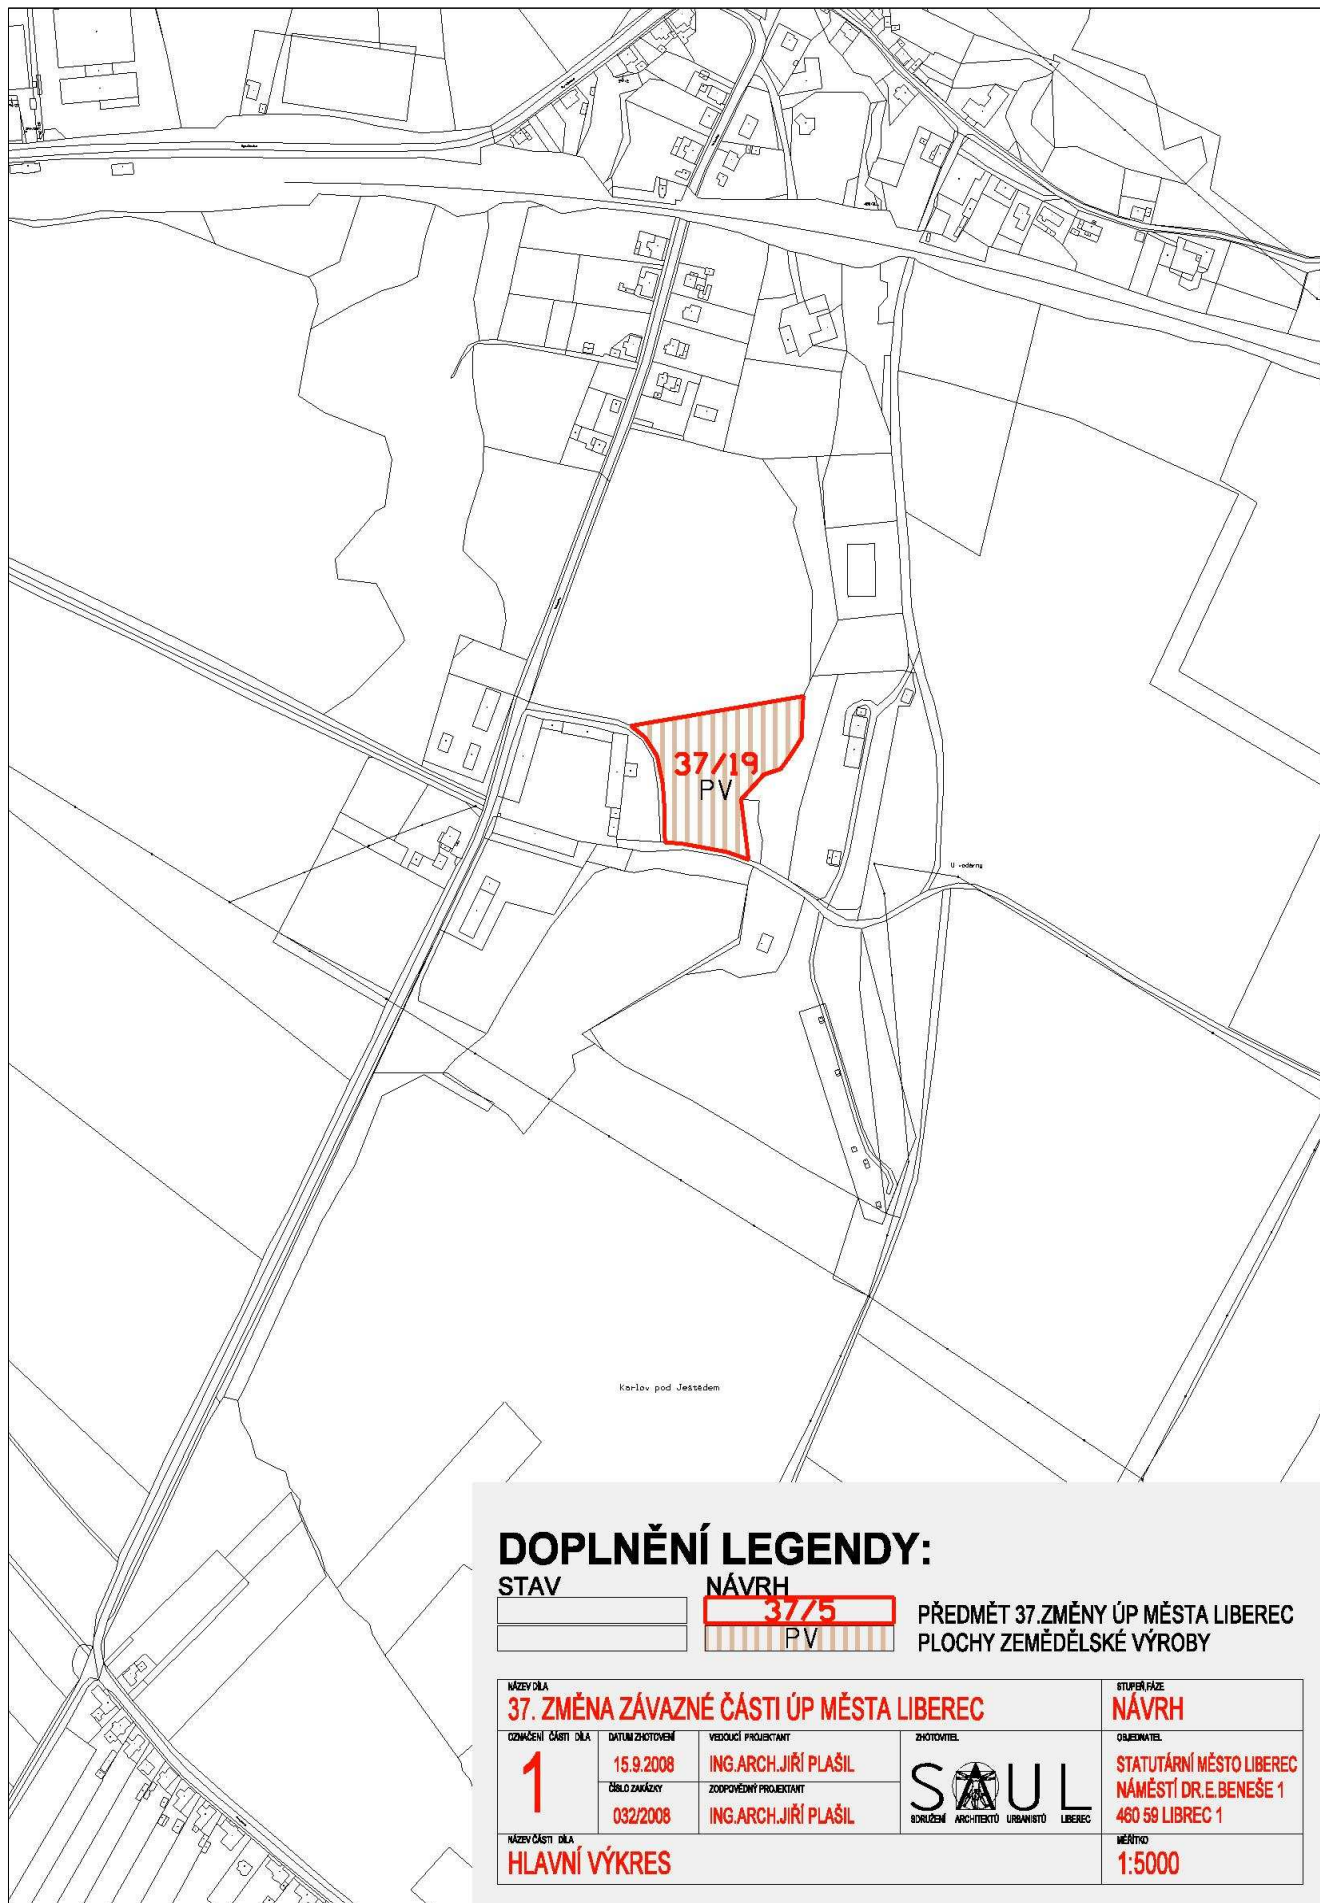 37/19
PV
U vodárny
Karlov pod Ještědem
DOPLNĚNÍ LEGENDY:
STAV NÁVRH
37/5 PŘEDMĚT 37.ZMĚNY ÚP MĚSTA LIBEREC
PV PLOCHY ZEMĚDĚLSKÉ VÝROBY
NÁZEV DÍLA
37. ZMĚNA ZÁVAZNÉ ČÁSTI ÚP MĚSTA LIBEREC
STUPEŇ,FÁZE
NÁVRH
OZNAČENÍ ČÁSTI DÍLA
1
DATUM ZHOTOVENÍ
15.9.2008
ČÍSLO ZAKÁZKY
032/2008
VEDOUCÍ PROJEKTANT
ING.ARCH.JIŘÍ PLAŠIL
ZODPOVĚDNÝ PROJEKTANT
ING.ARCH.JIŘÍ PLAŠIL
ZHOTOVITEL
SAUL
SDRUŽENÍ ARCHITEKTŮ URBANISTŮ LIBEREC
OBJEDNATEL
STATUTÁRNÍ MĚSTO LIBEREC
NÁMĚSTÍ DR.E.BENEŠE 1
460 59 LIBREC 1
NÁZEV ČÁSTI DÍLA
HLAVNÍ VÝKRES
MĚŘÍTKO
1:5000